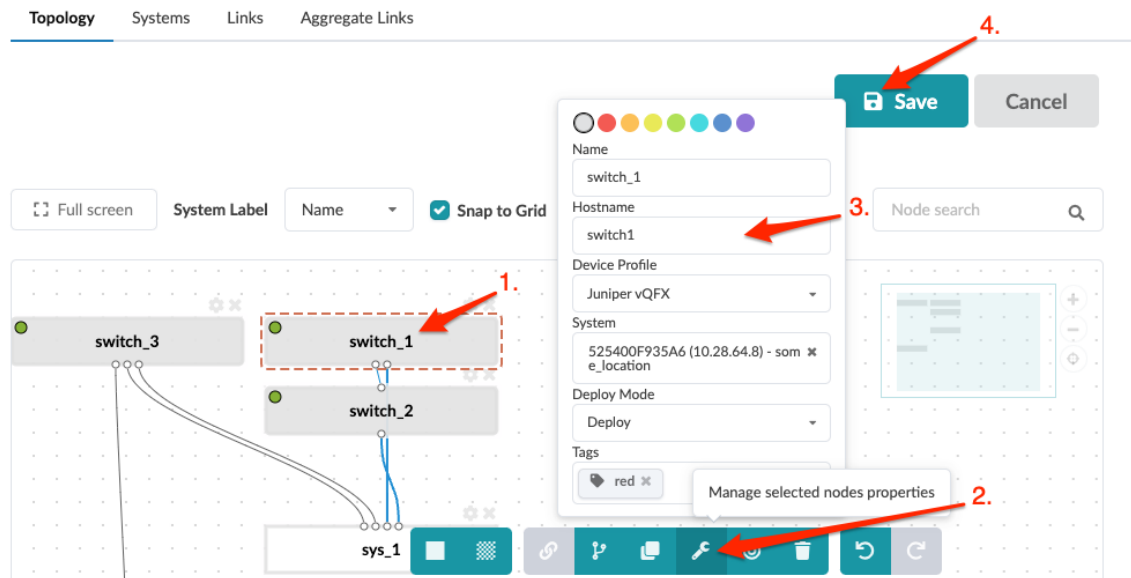 Topology Systems Links Aggregate Links
4.
Save Cancel
Name
switch_1
Full screen System Label Name Snap to Grid
Hostname
switch1
3.
Node search
Device Profile
Juniper vQFX
1.
switch_3 switch_1
System
525400F935A6 (10.28.64.8) - som
e_location
switch_2
Deploy Mode
Deploy
Tags
red
Manage selected nodes properties
2.
sys_1